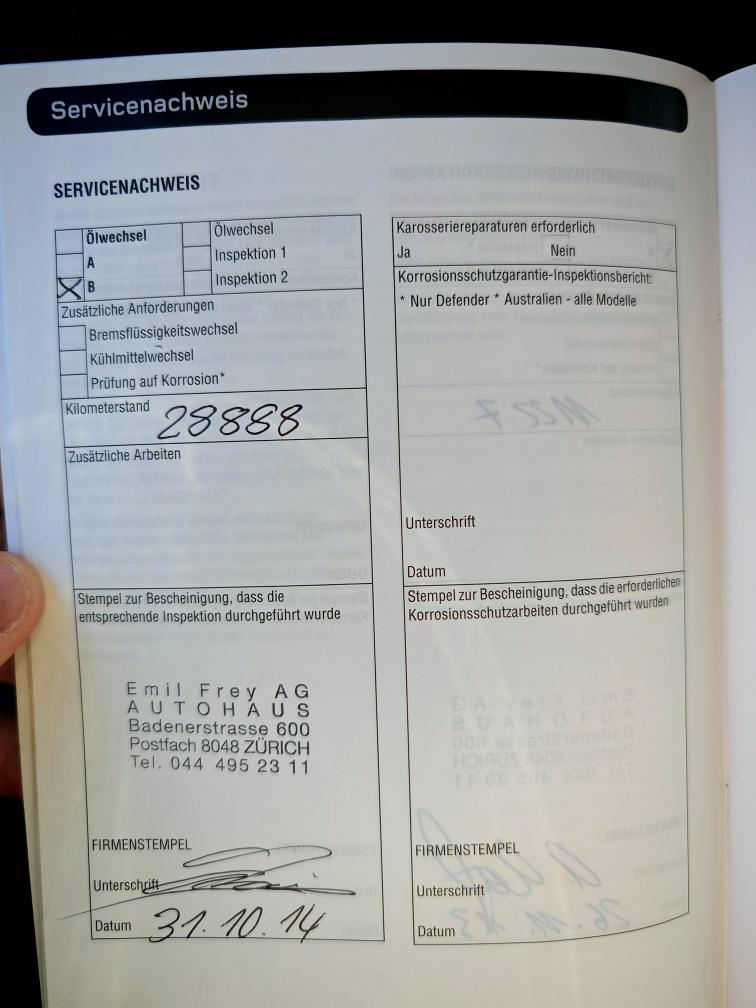 Servicenachweis
SERVICENACHWEIS
Ölwechsel
A
B
Ölwechsel
Inspektion 1
Inspektion 2
Zusätzliche Anforderungen
Bremsflüssigkeitswechsel
Kühlmittelwechsel
Prüfung auf Korrosion*
Kilometerstand 28888
Zusätzliche Arbeiten
Stempel zur Bescheinigung, dass die
entsprechende Inspektion durchgeführt wurde
Emil Frey AG
AUTOHAUS
Badenerstrasse 600
Postfach 8048 ZÜRICH
Tel. 044 495 23 11
FIRMENSTEMPEL
Unterschrift
Datum 31.10.14
Karosseriereparaturen erforderlich
Ja Nein
Korrosionsschutzgarantie-Inspektionsbericht:
* Nur Defender * Australien - alle Modelle
Unterschrift
Datum
Stempel zur Bescheinigung, dass die erforderlichen
Korrosionsschutzarbeiten durchgeführt wurden
FIRMENSTEMPEL
Unterschrift
Datum